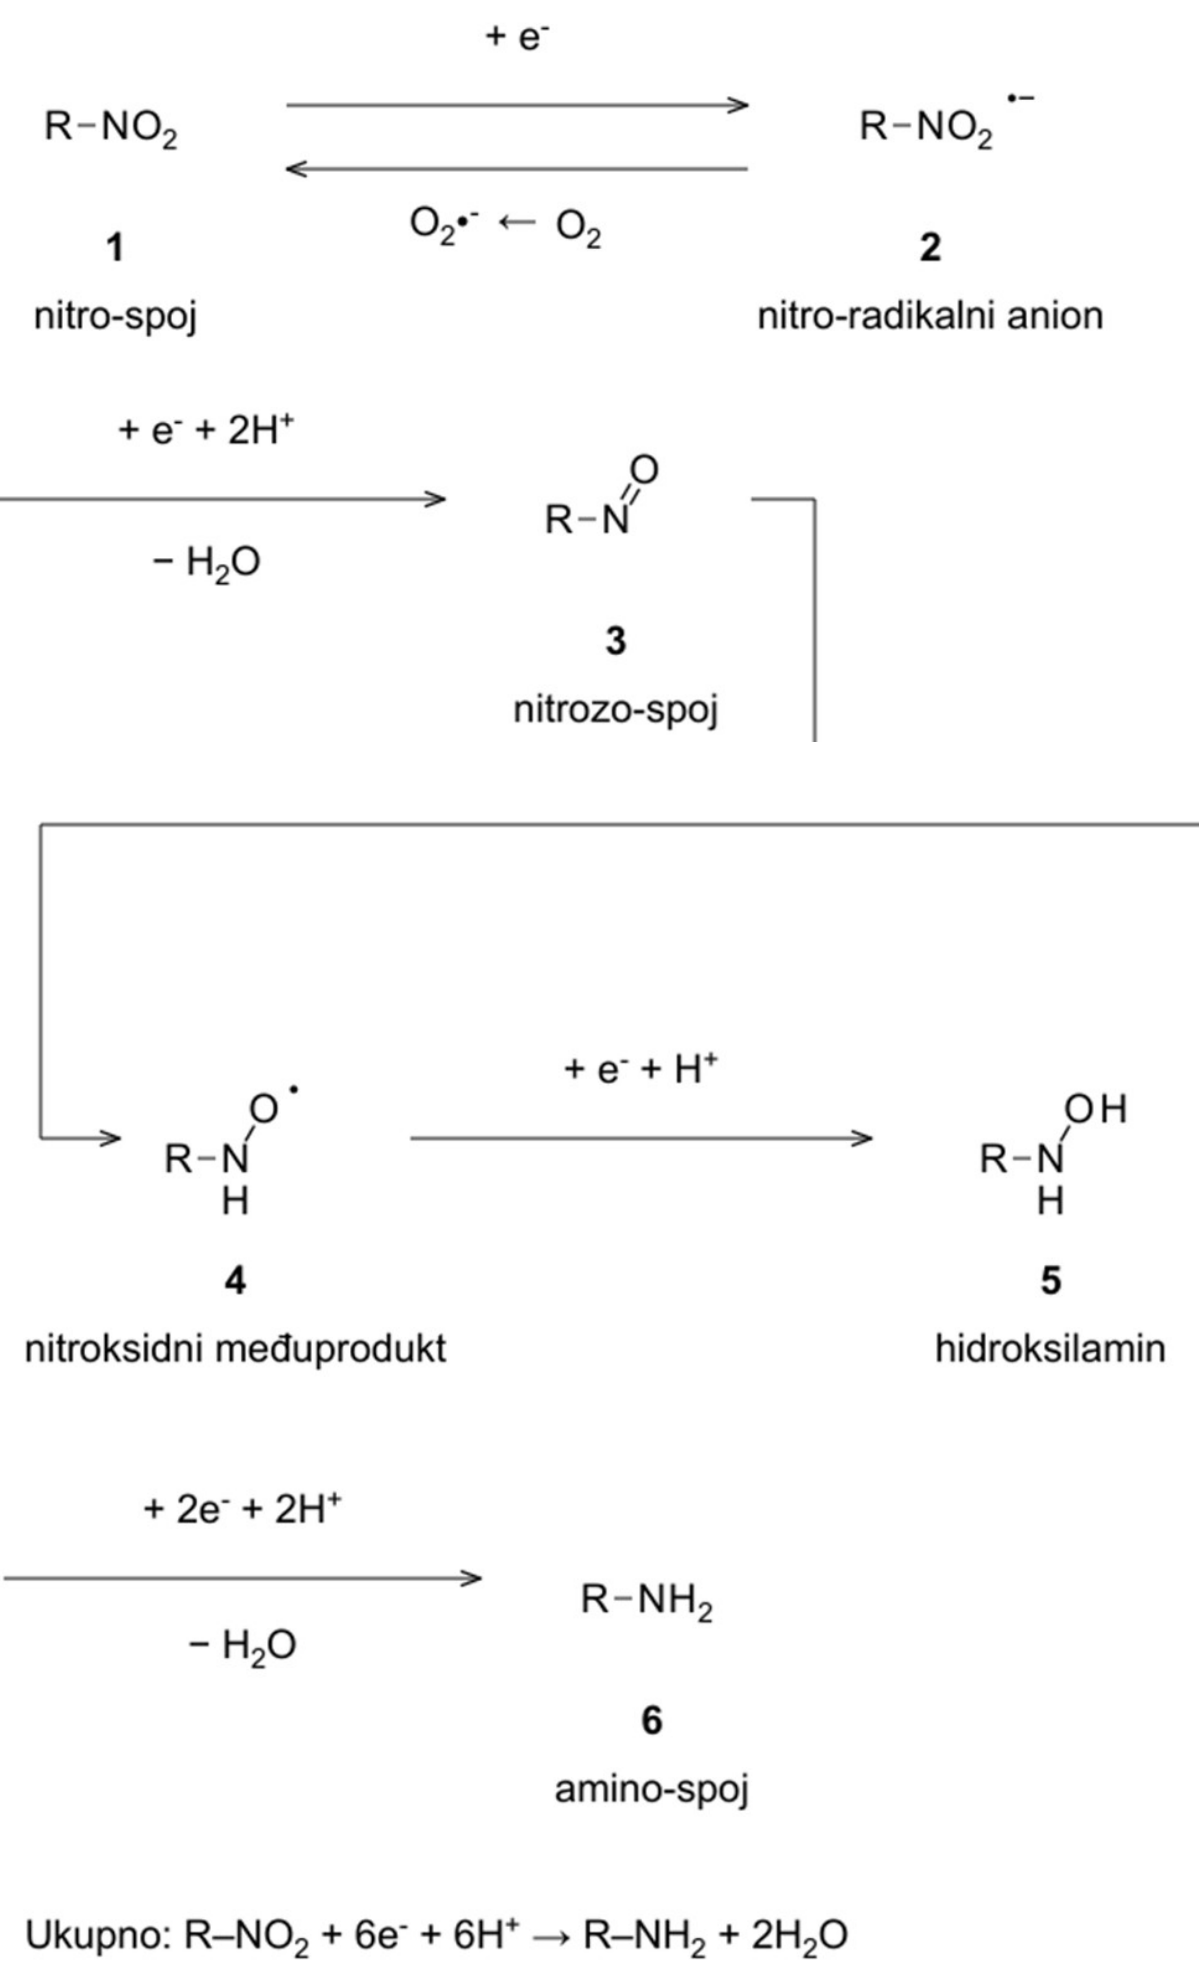 + e⁻
R–NO₂
R–NO₂ •−
O₂•⁻ ← O₂
1
2
nitro-spoj
nitro-radikalni anion
+ e⁻ + 2H⁺
O
R–N
− H₂O
3
nitrozo-spoj
O •
R–N
H
+ e⁻ + H⁺
OH
R–N
H
4
5
nitroksidni međuprodukt
hidroksilamin
+ 2e⁻ + 2H⁺
R–NH₂
− H₂O
6
amino-spoj
Ukupno: R–NO₂ + 6e⁻ + 6H⁺ → R–NH₂ + 2H₂O